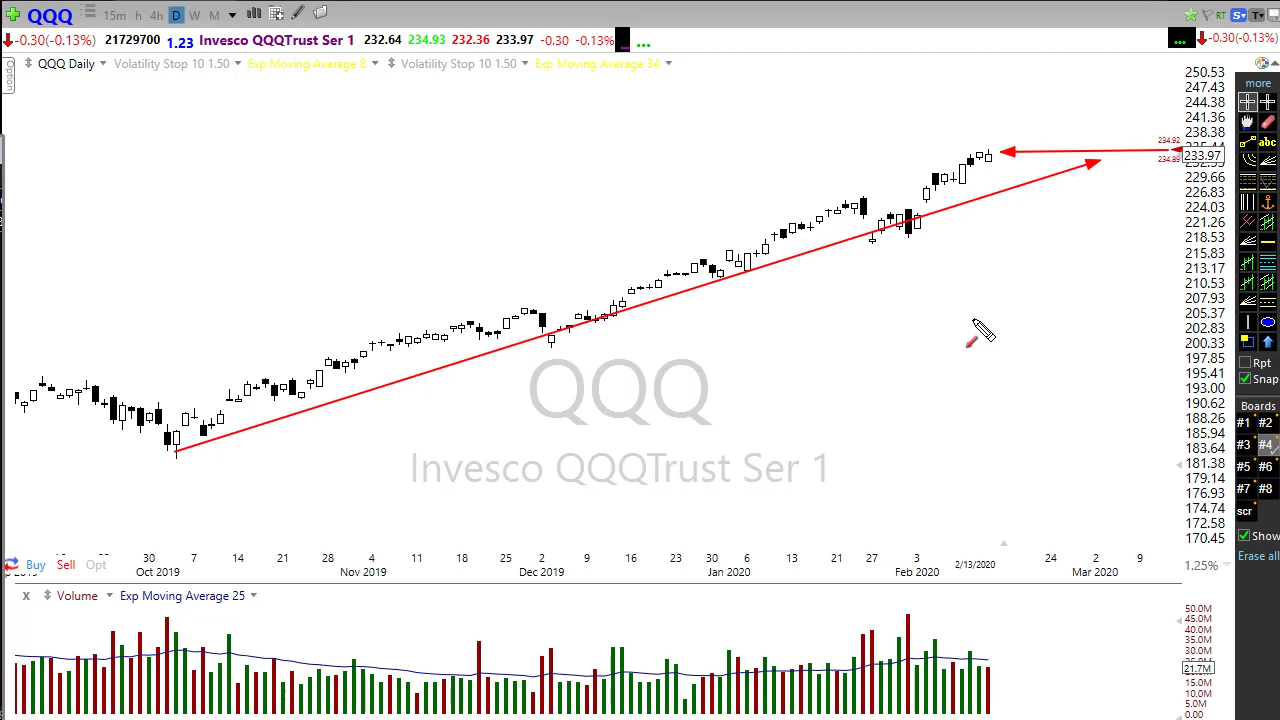 QQQ 15m h 4h D W M RT S T
-0.30(-0.13%) 21729700 1.23 Invesco QQQTrust Ser 1 232.64 234.93 232.36 233.97 -0.30 -0.13% ... ... -0.30(-0.13%)
Option
QQQ Daily Volatility Stop 10 1.50 Exp Moving Average 8 Volatility Stop 10 1.50 Exp Moving Average 34
250.53
247.43
244.38
241.36
238.38
234.92
233.97
234.89
229.66
226.83
224.03
221.26
218.53
215.83
213.17
210.53
207.93
205.37
202.83
200.33
197.85
195.41
193.00
190.62
188.26
185.94
183.64
181.38
179.14
176.93
174.74
172.58
170.45
QQQ
Invesco QQQTrust Ser 1
30 7 14 21 28 4 11 18 25 2 9 16 23 30 6 13 21 27 3 24 2 9
Buy Sell Opt
Oct 2019 Nov 2019 Dec 2019 Jan 2020 Feb 2020 2/13/2020 Mar 2020
1.25%
x Volume Exp Moving Average 25
50.0M
45.0M
40.0M
35.0M
30.0M
21.7M
15.0M
10.0M
5.0M
0.00
more
abc
Rpt
Snap
Boards
#1 #2
#3 #4
#5 #6
#7 #8
scr
Show
Erase all